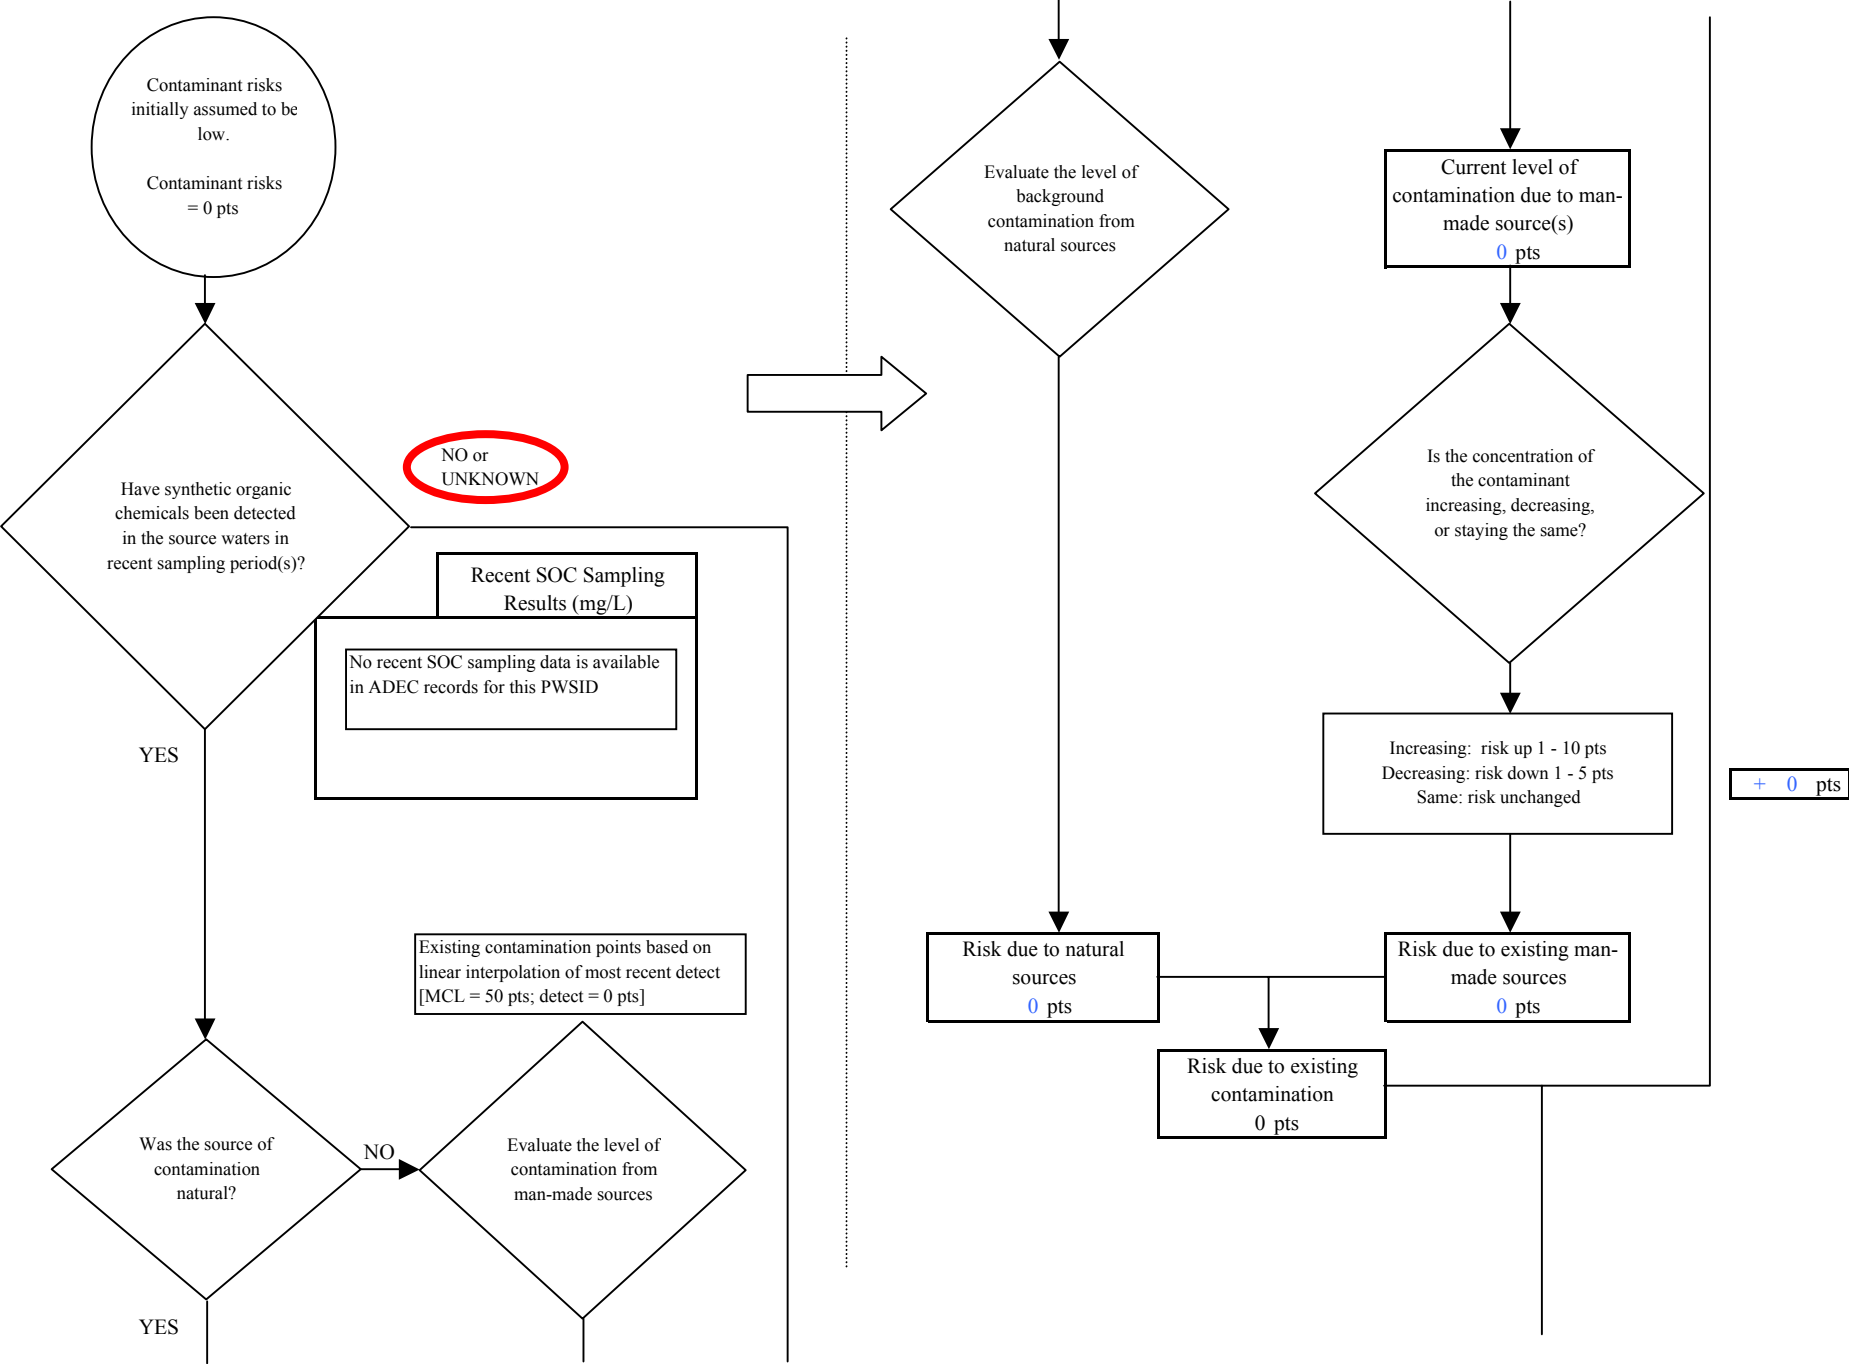 Contaminant risks
initially assumed to be
low.
Contaminant risks
= 0 pts
Have synthetic organic
chemicals been detected
in the source waters in
recent sampling period(s)?
NO or
UNKNOWN
Recent SOC Sampling
Results (mg/L)
No recent SOC sampling data is available
in ADEC records for this PWSID
YES
Existing contamination points based on
linear interpolation of most recent detect
[MCL = 50 pts; detect = 0 pts]
Was the source of
contamination
natural?
NO
Evaluate the level of
contamination from
man-made sources
YES
Evaluate the level of
background
contamination from
natural sources
Current level of
contamination due to man-
made source(s)
0 pts
Is the concentration of
the contaminant
increasing, decreasing,
or staying the same?
Increasing: risk up 1 - 10 pts
Decreasing: risk down 1 - 5 pts
Same: risk unchanged
+ 0 pts
Risk due to natural
sources
0 pts
Risk due to existing man-
made sources
0 pts
Risk due to existing
contamination
0 pts